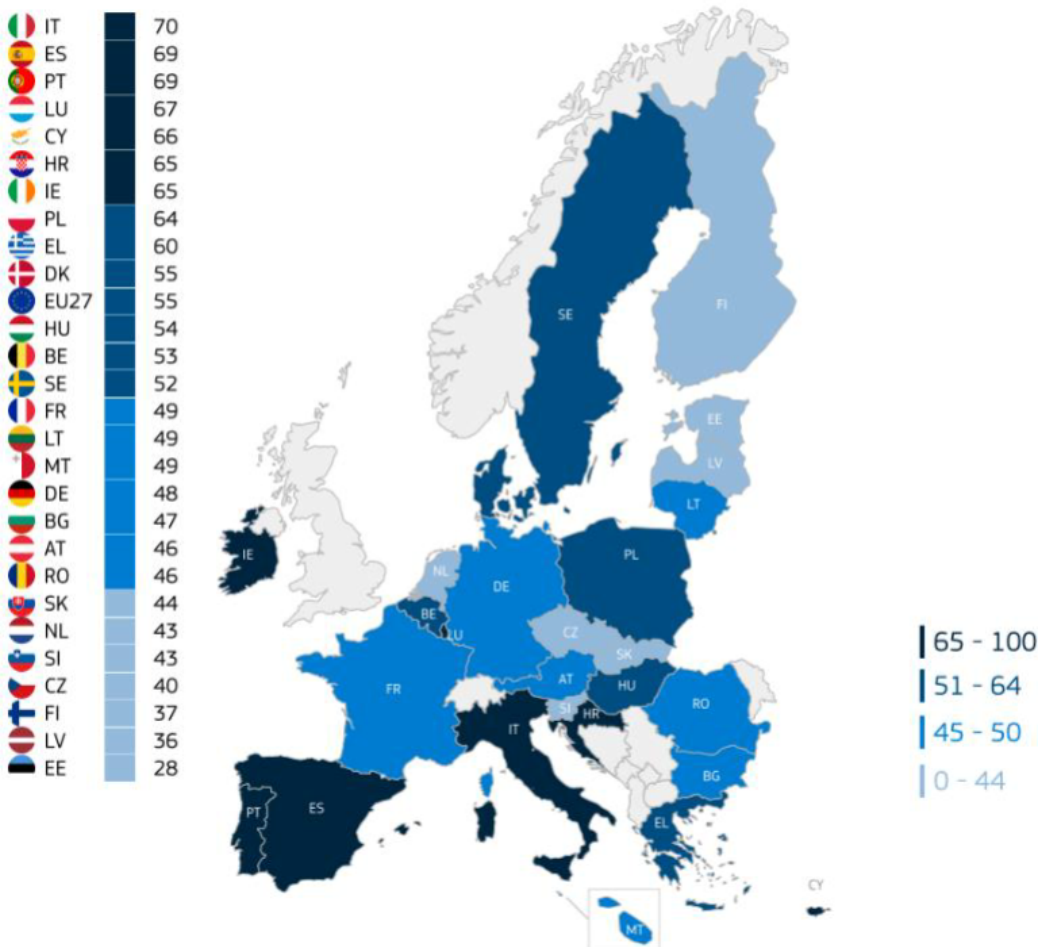 IT 70
ES 69
PT 69
LU 67
CY 66
HR 65
IE 65
PL 64
EL 60
DK 55
EU27 55
HU 54
BE 53
SE 52
FR 49
LT 49
MT 49
DE 48
BG 47
AT 46
RO 46
SK 44
NL 43
SI 43
CZ 40
FI 37
LV 36
EE 28
SE
FI
EE
LV
LT
IE
NL
PL
DE
BE
LU
CZ
SK
FR
AT
HU
RO
SI
HR
IT
BG
PT
ES
EL
CY
MT
65 - 100
51 - 64
45 - 50
0 - 44